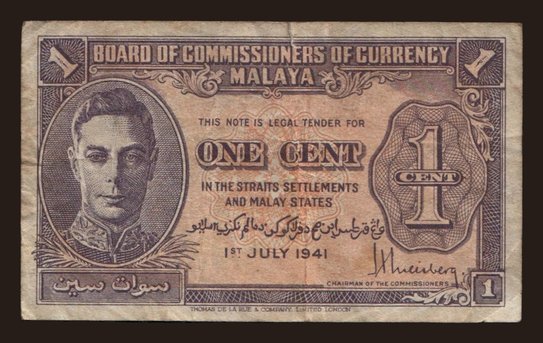 1
1
BOARD OF COMMISSIONERS OF CURRENCY
MALAYA
THIS NOTE IS LEGAL TENDER FOR
ONE CENT
IN THE STRAITS SETTLEMENTS
AND MALAY STATES
1ST JULY 1941
1
CENT
CHAIRMAN OF THE COMMISSIONERS
سوات سين
1
THOMAS DE LA RUE & COMPANY, LIMITED, LONDON